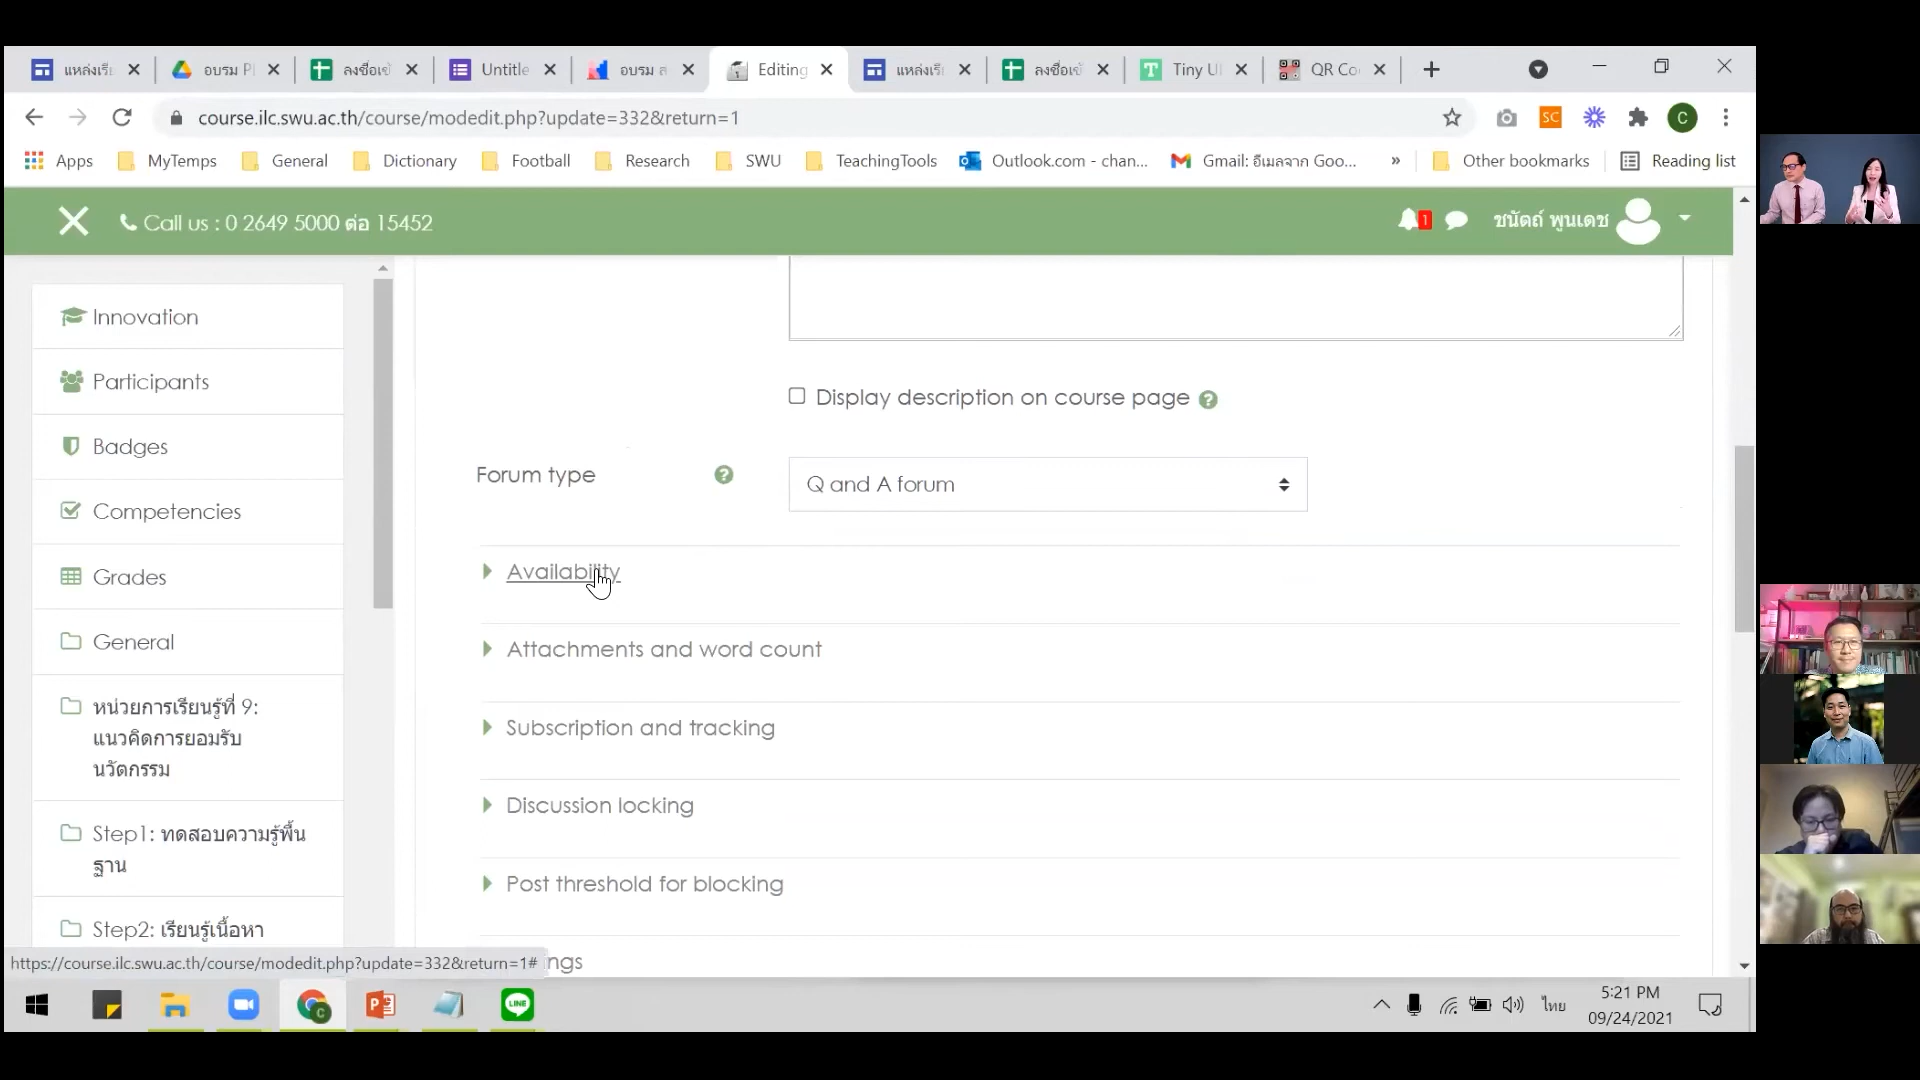 แหล่งเรี
อบรม P
ลงชื่อเข้
Untitle
อบรม ส
Editing
แหล่งเรี
ลงชื่อเข้
Tiny U
QR Co
course.ilc.swu.ac.th/course/modedit.php?update=332&return=1
SC
C
Apps
MyTemps
General
Dictionary
Football
Research
SWU
TeachingTools
Outlook.com - chan...
Gmail: อีเมลจาก Goo...
»
Other bookmarks
Reading list
Call us : 0 2649 5000 ต่อ 15452
1
ชนัตถ์ พูนเดช
Innovation
Participants
Badges
Competencies
Grades
General
หน่วยการเรียนรู้ที่ 9:
แนวคิดการยอมรับ
นวัตกรรม
Step1: ทดสอบความรู้พื้น
ฐาน
Step2: เรียนรู้เนื้อหา
Display description on course page
Forum type
Q and A forum
Availability
Attachments and word count
Subscription and tracking
Discussion locking
Post threshold for blocking
ngs
https://course.ilc.swu.ac.th/course/modedit.php?update=332&return=1#
LINE
ไทย
5:21 PM
09/24/2021